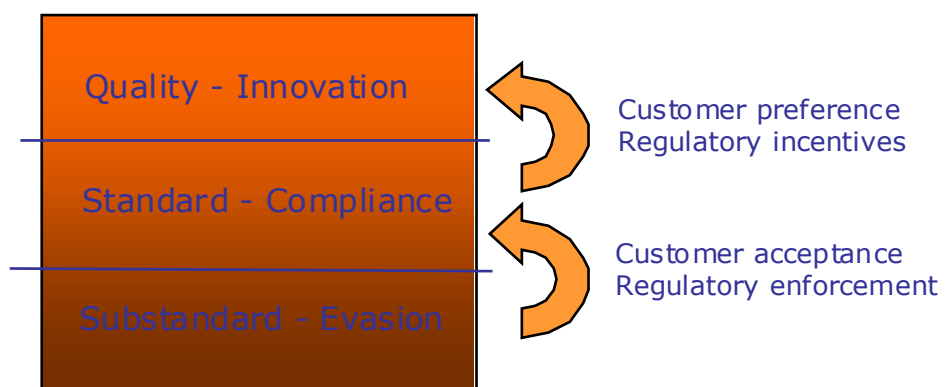 Quality - Innovation
Customer preference
Regulatory incentives
Standard - Compliance
Customer acceptance
Regulatory enforcement
Substandard - Evasion